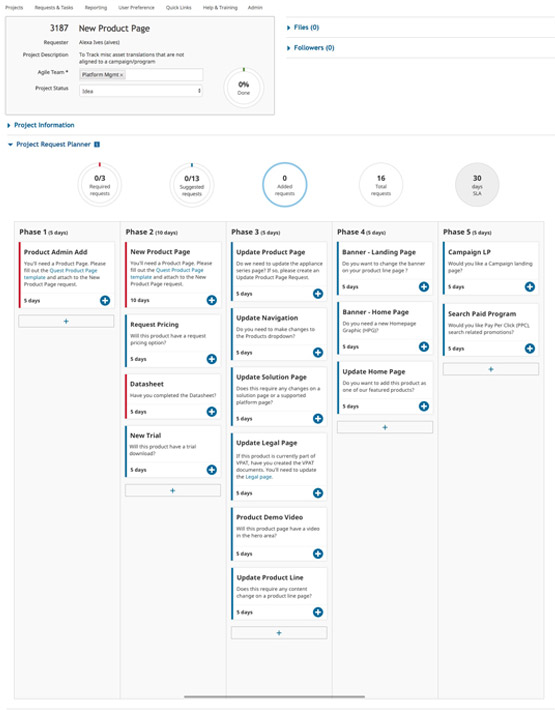 Projects Requests & Tasks Reporting User Preference Quick Links Help & Training Admin
3187 New Product Page
Requester Alexa Ives (aives)
Project Description To Track misc asset translations that are not
aligned to a campaign/program
Agile Team * Platform Mgmt ×
Project Status Idea
0%
Done
Files (0)
Followers (0)
Project Information
Project Request Planner
0/3
Required
requests
0/13
Suggested
requests
0
Added
requests
16
Total
requests
30
days
SLA
Phase 1 (5 days)
Product Admin Add
You'll need a Product Page. Please
fill out the Quest Product Page
template and attach to the New
Product Page request.
5 days
+
Phase 2 (10 days)
New Product Page
You'll need a Product Page. Please
fill out the Quest Product Page
template and attach to the New
Product Page request.
10 days
Request Pricing
Will this product have a request
pricing option?
5 days
Datasheet
Have you completed the Datasheet?
5 days
New Trial
Will this product have a trial
download?
5 days
+
Phase 3 (5 days)
Update Product Page
Do we need to update the appliance
series page? If so, please create an
Update Product Page Request.
5 days
Update Navigation
Do you need to make changes to
the Products dropdown?
5 days
Update Solution Page
Does this require any changes on a
solution page or a supported
platform page?
5 days
Update Legal Page
If this product is currently part of
VPAT, have you created the VPAT
documents. You'll need to update
the Legal page.
5 days
Product Demo Video
Will this product page have a video
in the hero area?
5 days
Update Product Line
Does this require any content
change on a product line page?
5 days
+
Phase 4 (5 days)
Banner - Landing Page
Do you want to change the banner
on your product line page ?
5 days
Banner - Home Page
Do you need a new Homepage
Graphic (HPG)?
5 days
Update Home Page
Do you want to add this product as
one of our featured products?
5 days
+
Phase 5 (5 days)
Campaign LP
Would you like a Campaign landing
page?
5 days
Search Paid Program
Would you like Pay Per Click (PPC),
search related promotions?
5 days
+